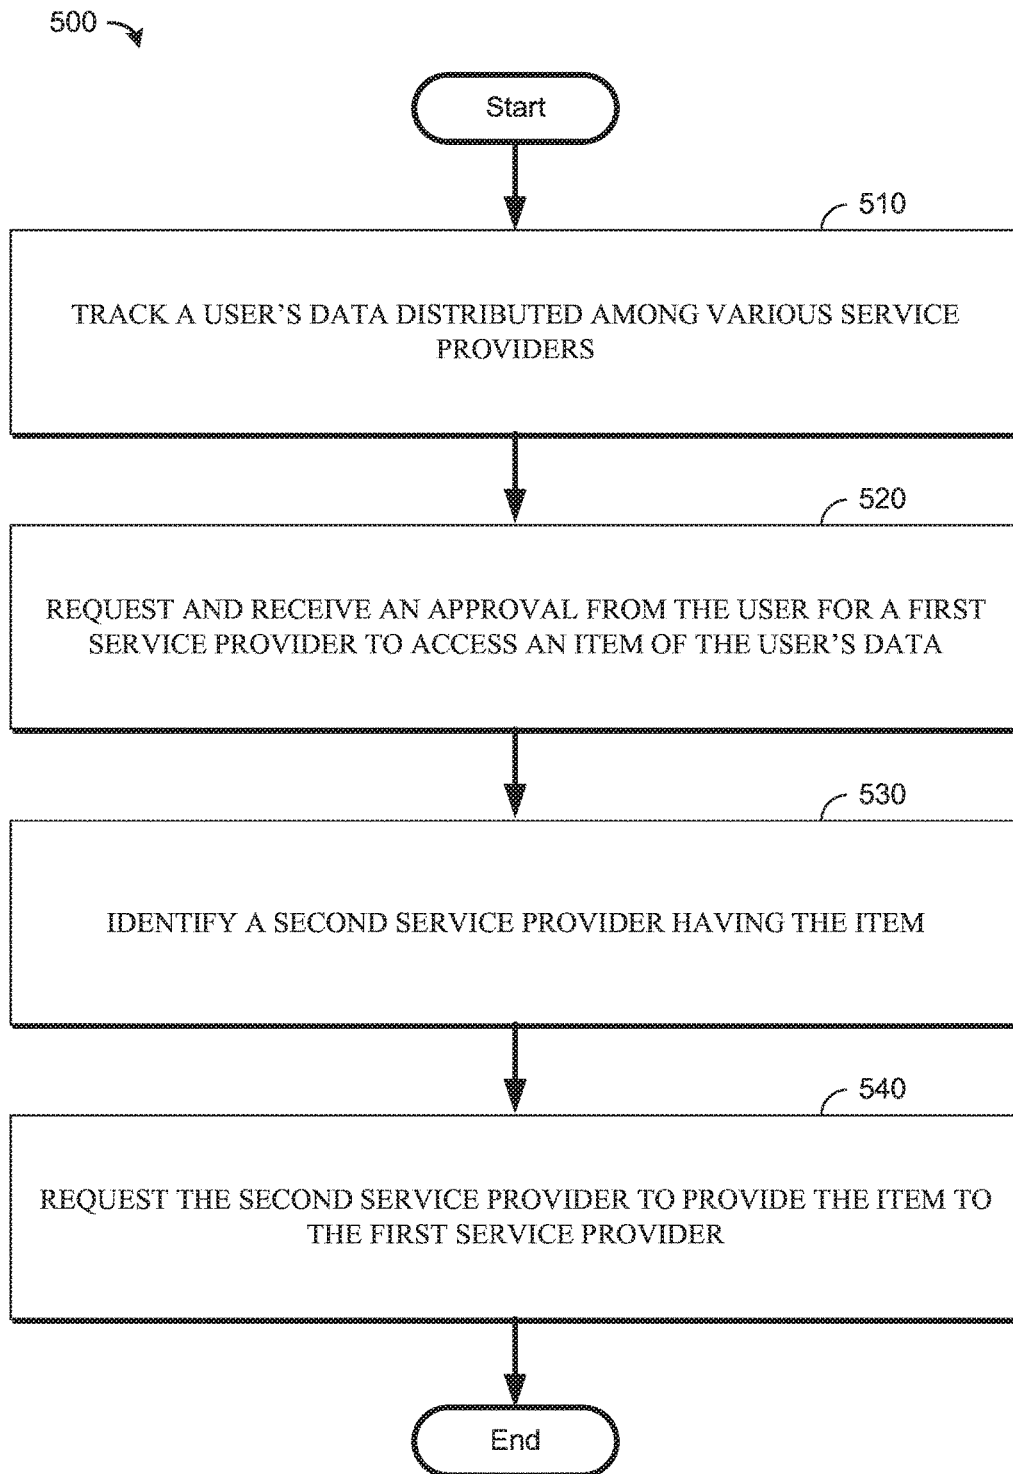 500
Start
510
TRACK A USER'S DATA DISTRIBUTED AMONG VARIOUS SERVICE
PROVIDERS
520
REQUEST AND RECEIVE AN APPROVAL FROM THE USER FOR A FIRST
SERVICE PROVIDER TO ACCESS AN ITEM OF THE USER'S DATA
530
IDENTIFY A SECOND SERVICE PROVIDER HAVING THE ITEM
540
REQUEST THE SECOND SERVICE PROVIDER TO PROVIDE THE ITEM TO
THE FIRST SERVICE PROVIDER
End